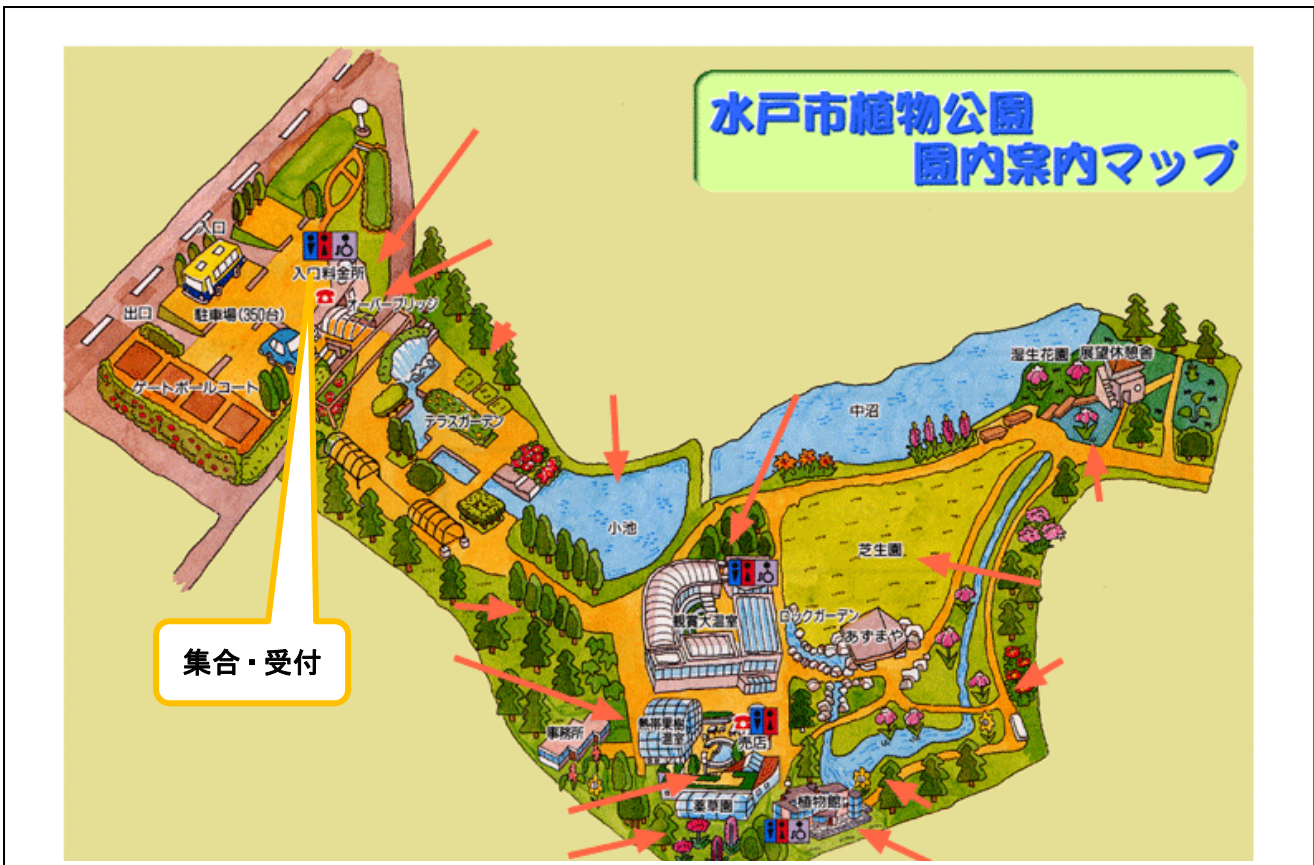 水戸市植物公園
園内案内マップ
入口
入口料金所
オーバーブリッジ
出口
駐車場(350台)
ゲートボールコート
テラスガーデン
湿生花園
展望休憩舎
中沼
小池
芝生園
観賞大温室
ロックガーデン
あずまや
集合・受付
熱帯果樹
温室
事務所
売店
薬草園
植物館